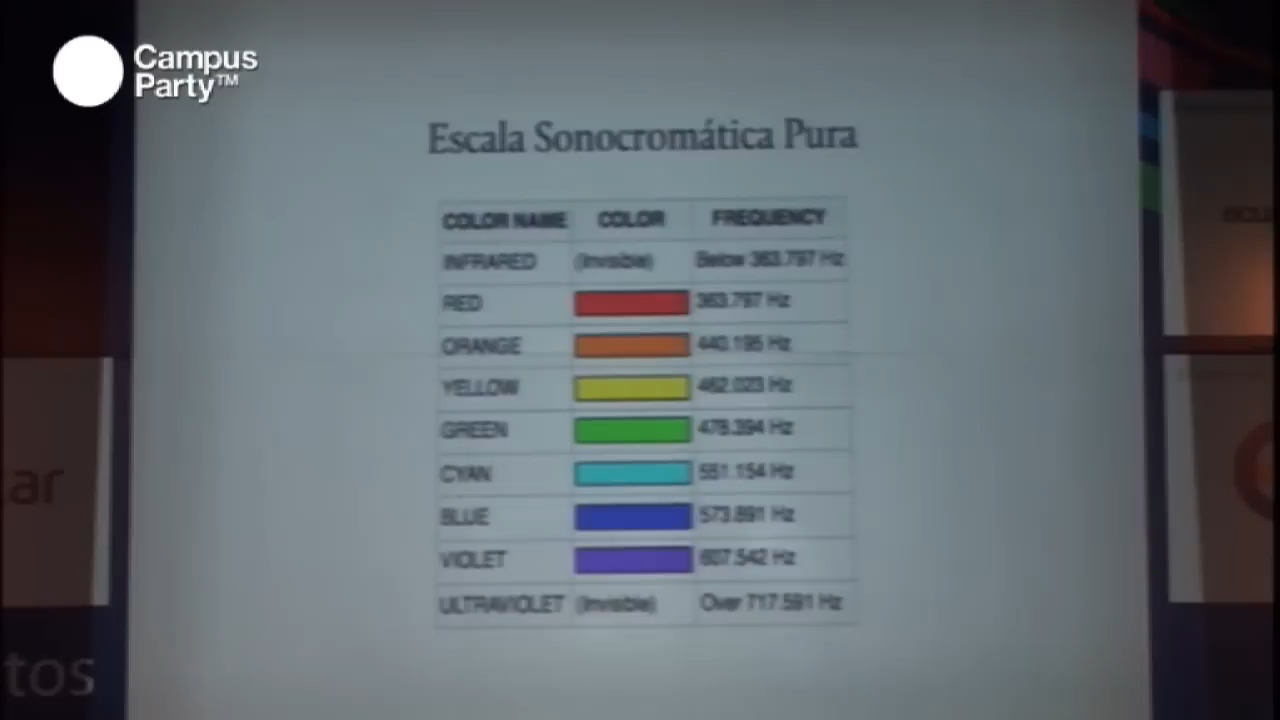 Campus
Party™
Escala Sonocromática Pura
COLOR NAME COLOR FREQUENCY
INFRARED (Invisible) Below 363.797 Hz
RED 363.797 Hz
ORANGE 440.195 Hz
YELLOW 462.023 Hz
GREEN 478.394 Hz
CYAN 551.154 Hz
BLUE 573.891 Hz
VIOLET 607.542 Hz
ULTRAVIOLET (Invisible) Over 717.591 Hz
ar
tos